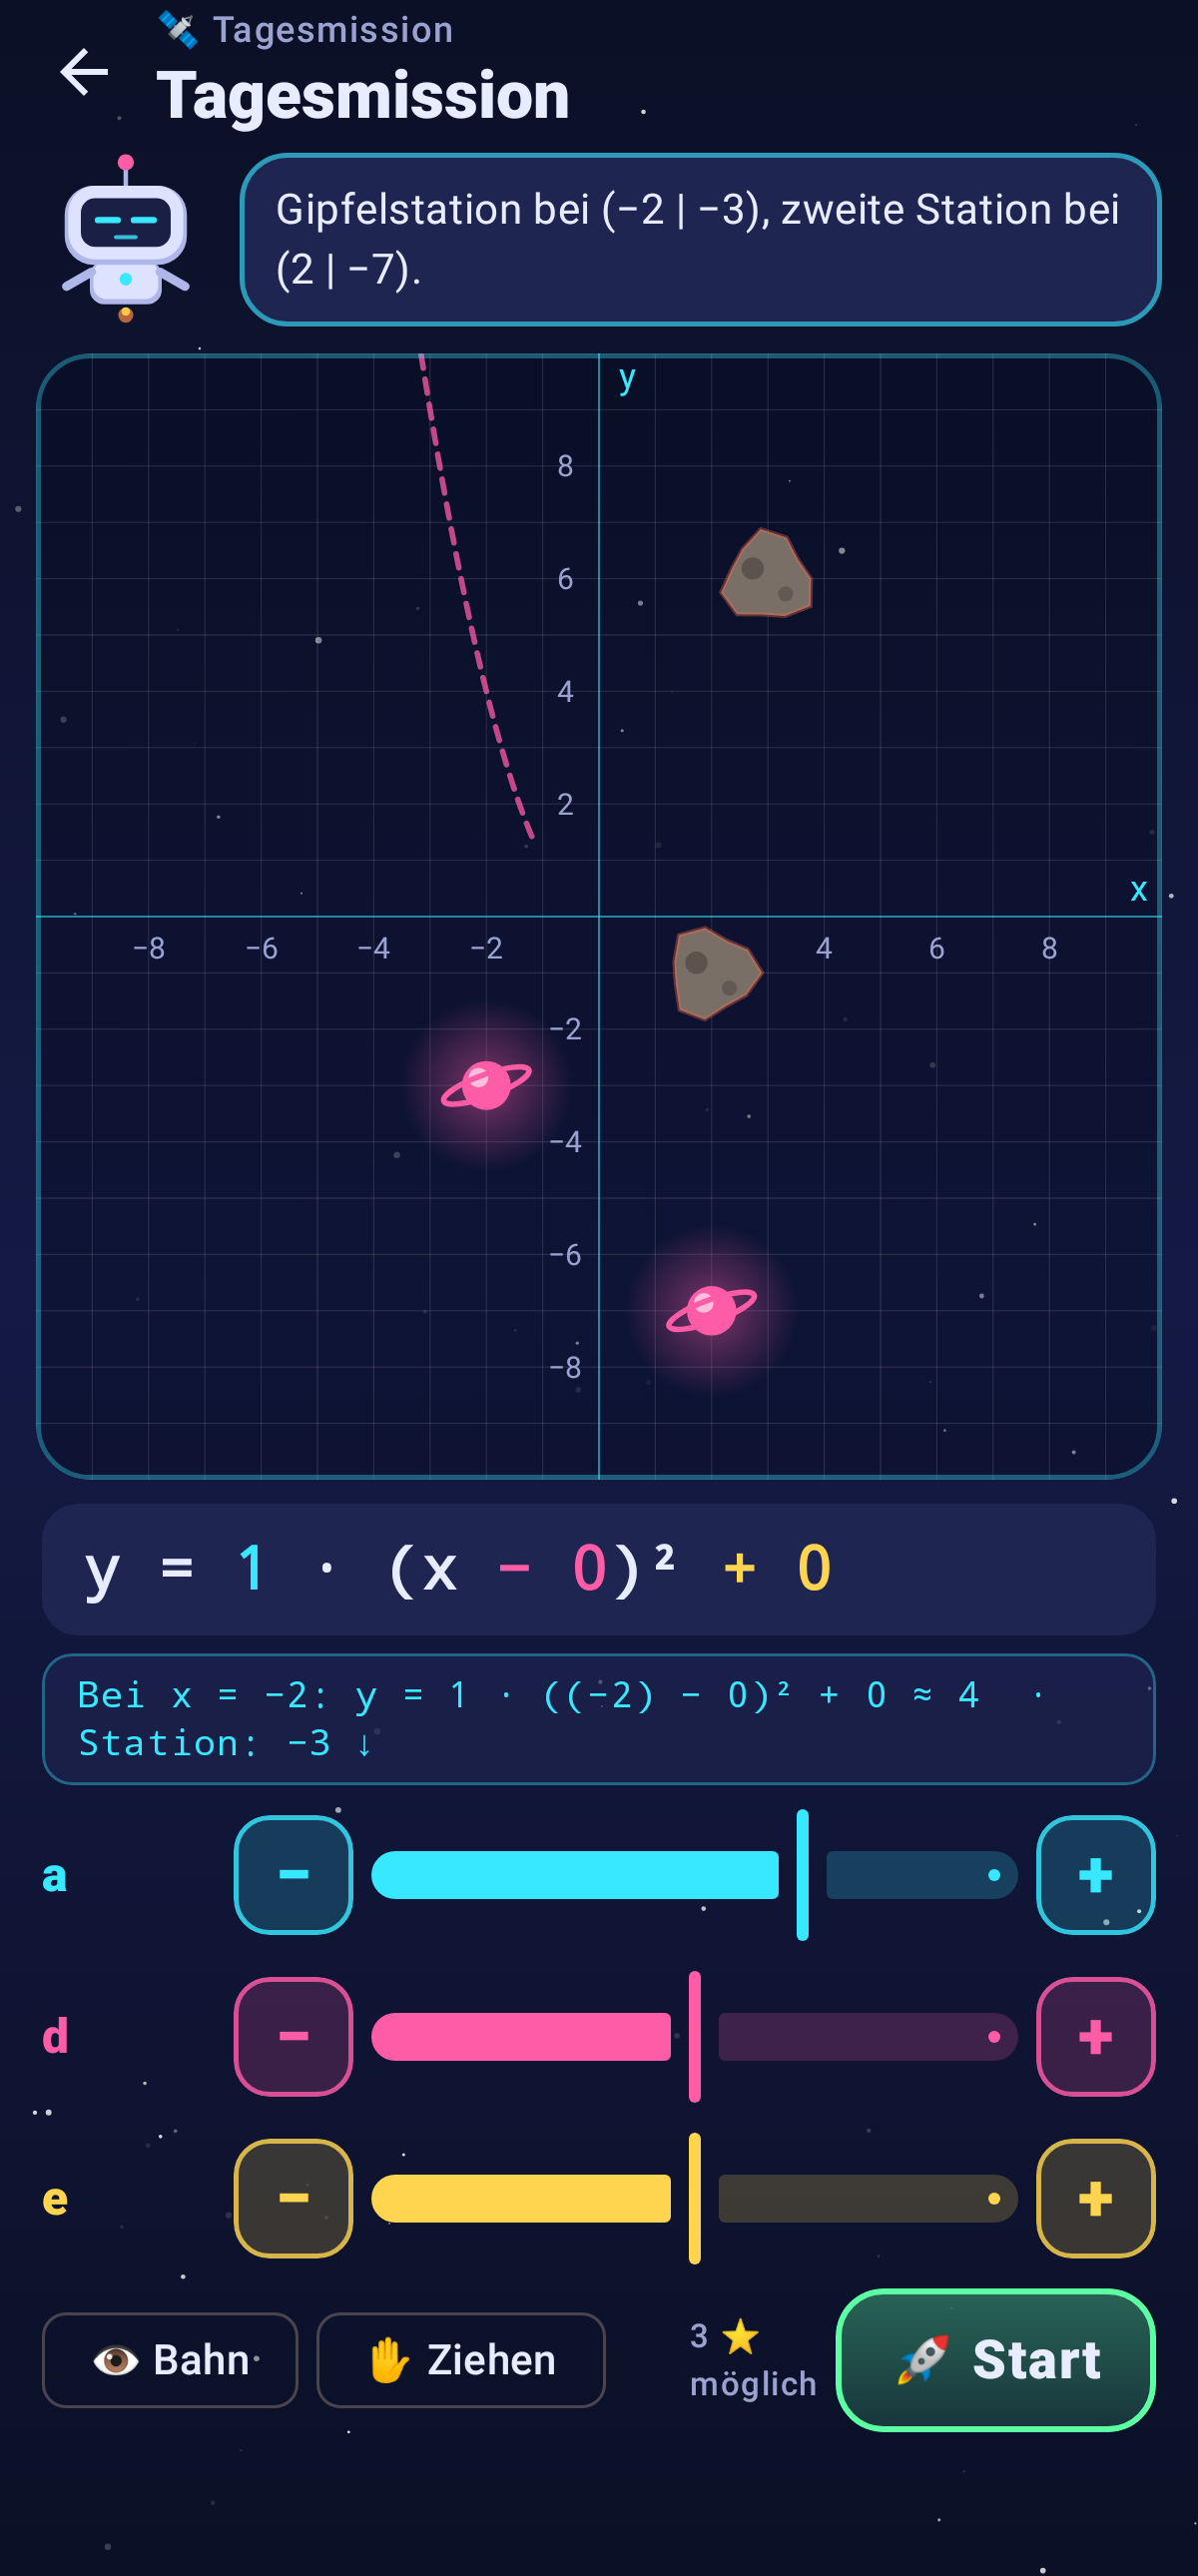 Tagesmission
Tagesmission
Gipfelstation bei (−2 | −3), zweite Station bei
(2 | −7).
y
8
6
4
2
x
−8 −6 −4 −2 4 6 8
−2
−4
−6
−8
y = 1 · (x − 0)² + 0
Bei x = −2: y = 1 · ((−2) − 0)² + 0 ≈ 4 ·
Station: −3 ↓
a − +
d − +
e − +
Bahn
Ziehen
3 ⭐
möglich
Start